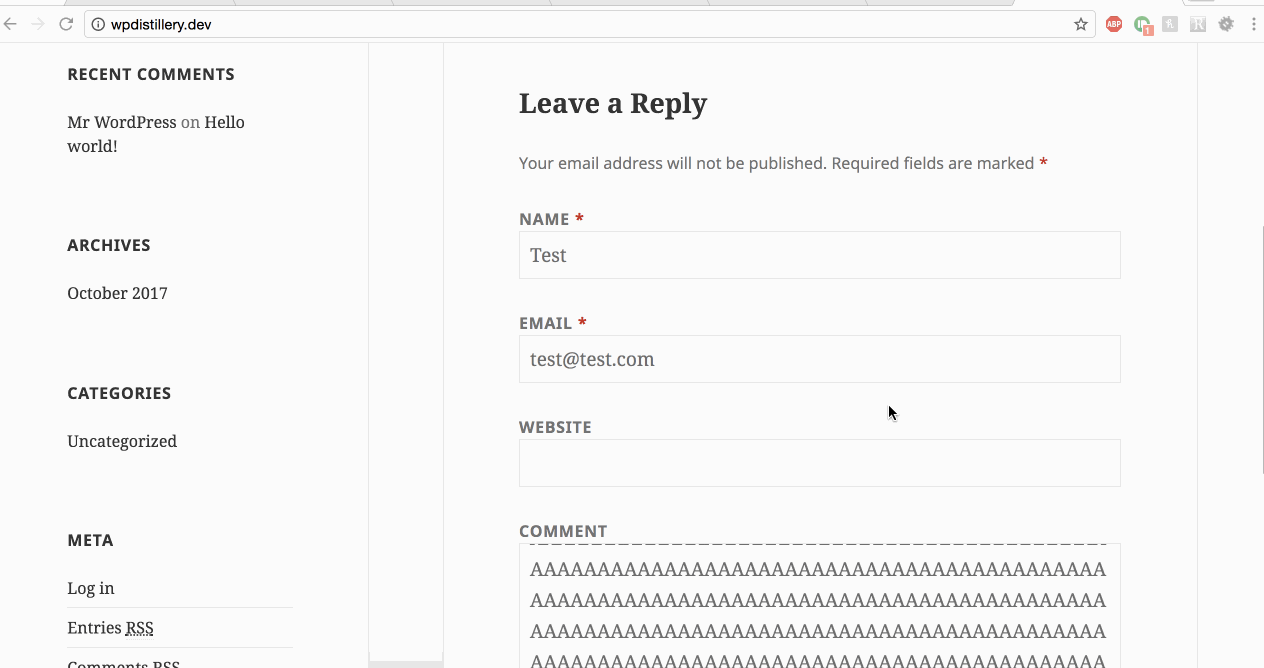 wpdistillery.dev
ABP
1
RECENT COMMENTS
Mr WordPress on Hello
world!
ARCHIVES
October 2017
CATEGORIES
Uncategorized
META
Log in
Entries RSS
Comments RSS
Leave a Reply
Your email address will not be published. Required fields are marked *
NAME *
Test
EMAIL *
test@test.com
WEBSITE
COMMENT
AAAAAAAAAAAAAAAAAAAAAAAAAAAAAAAAAAAAAAAAAAA
AAAAAAAAAAAAAAAAAAAAAAAAAAAAAAAAAAAAAAAAAAA
AAAAAAAAAAAAAAAAAAAAAAAAAAAAAAAAAAAAAAAAAAA
AAAAAAAAAAAAAAAAAAAAAAAAAAAAAAAAAAAAAAAAAAA